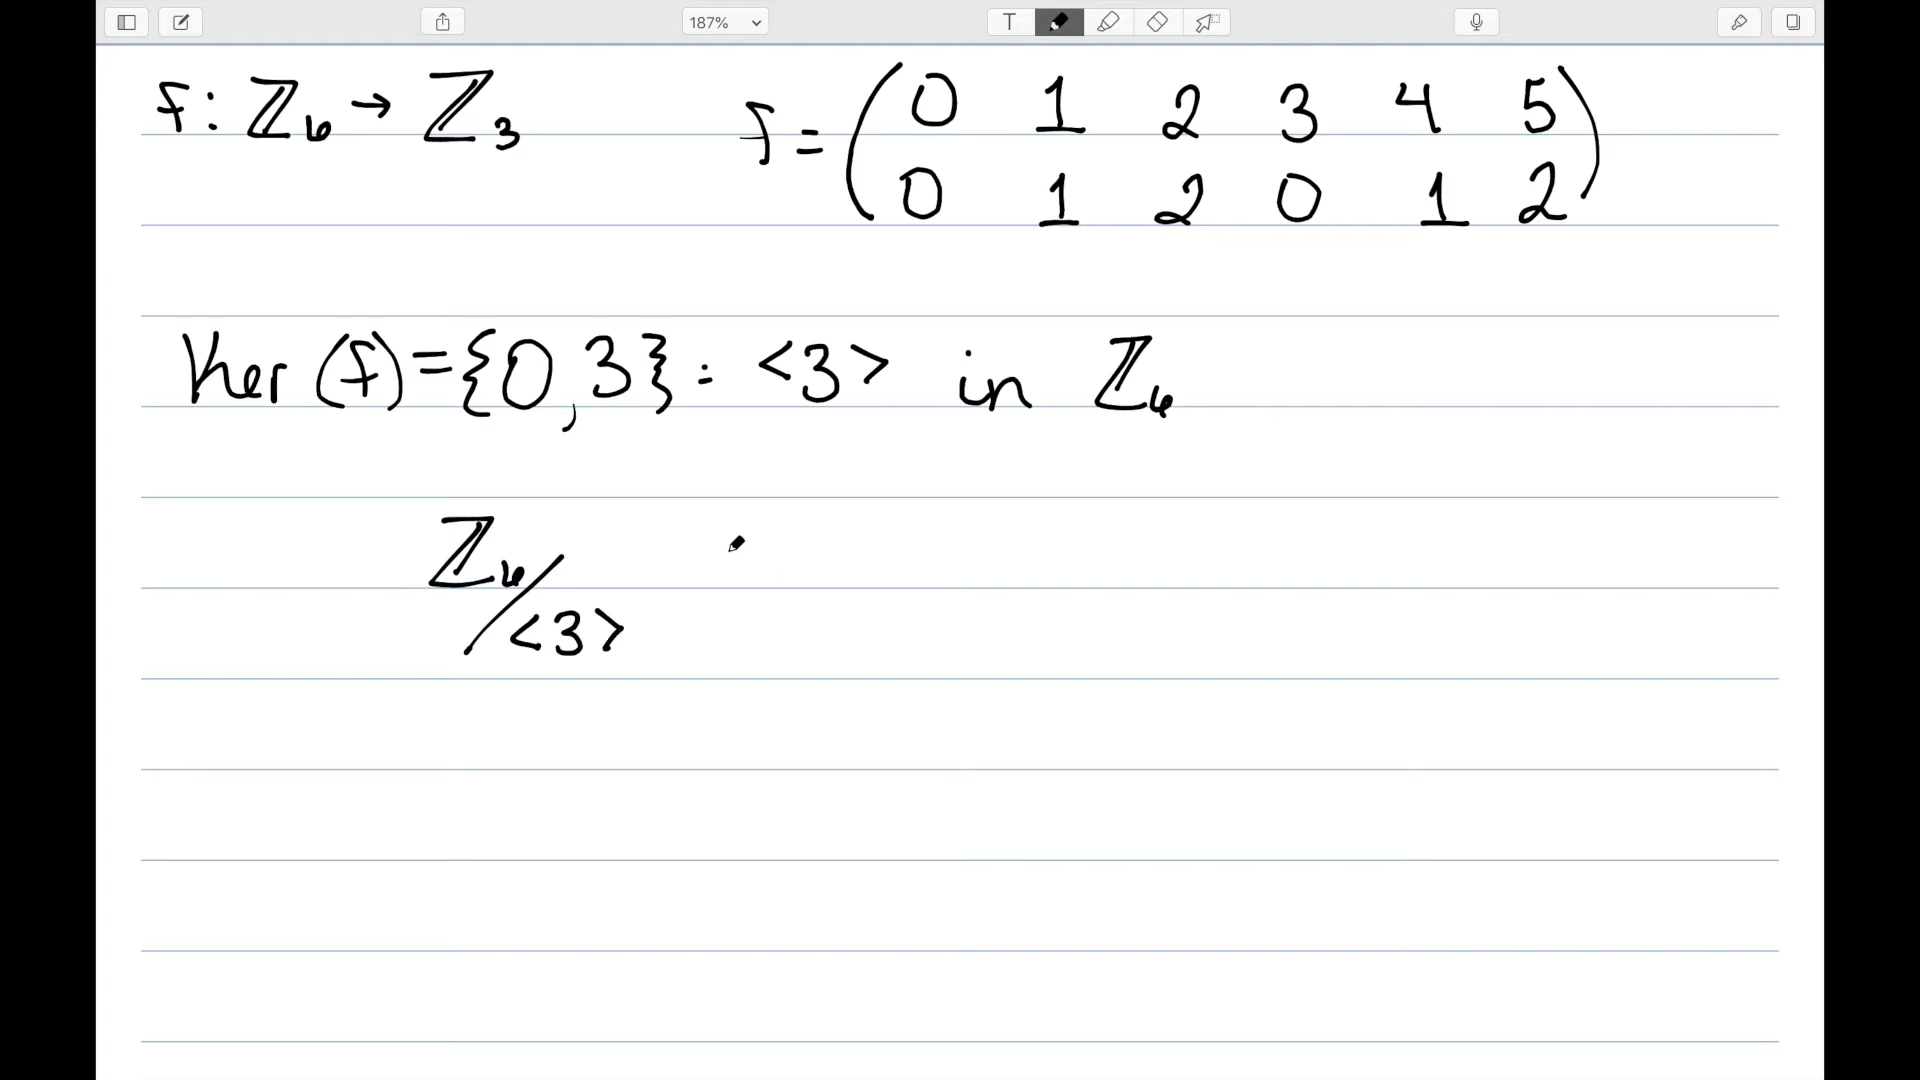 187%
T
f: ℤ₆ → ℤ₃
f = (0 1 2 3 4 5
0 1 2 0 1 2)
Ker (f) = {0, 3} = <3> in ℤ₆
ℤ₆/<3>